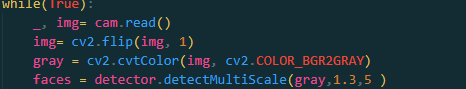 while(True):
_, img= cam.read()
img= cv2.flip(img, 1)
gray = cv2.cvtColor(img, cv2.COLOR_BGR2GRAY)
faces = detector.detectMultiScale(gray,1.3,5 )